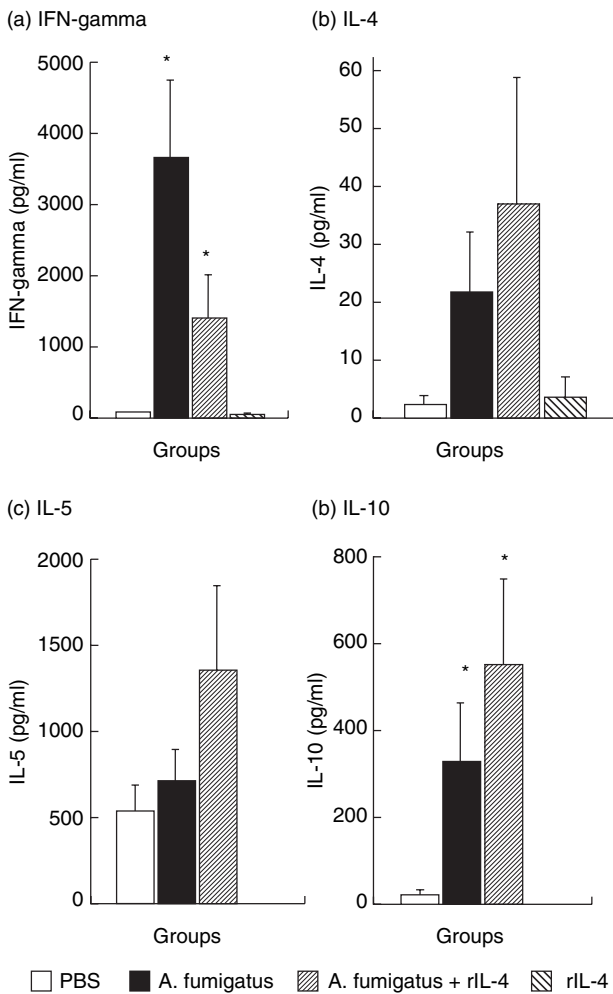 (a) IFN-gamma
5000
4000
3000
2000
1000
0
IFN-gamma (pg/ml)
*
*
Groups
(b) IL-4
60
50
40
30
20
10
0
IL-4 (pg/ml)
Groups
(c) IL-5
2000
1500
1000
500
0
IL-5 (pg/ml)
Groups
(b) IL-10
800
600
400
200
0
IL-10 (pg/ml)
*
*
Groups
PBS A. fumigatus A. fumigatus + rIL-4 rIL-4